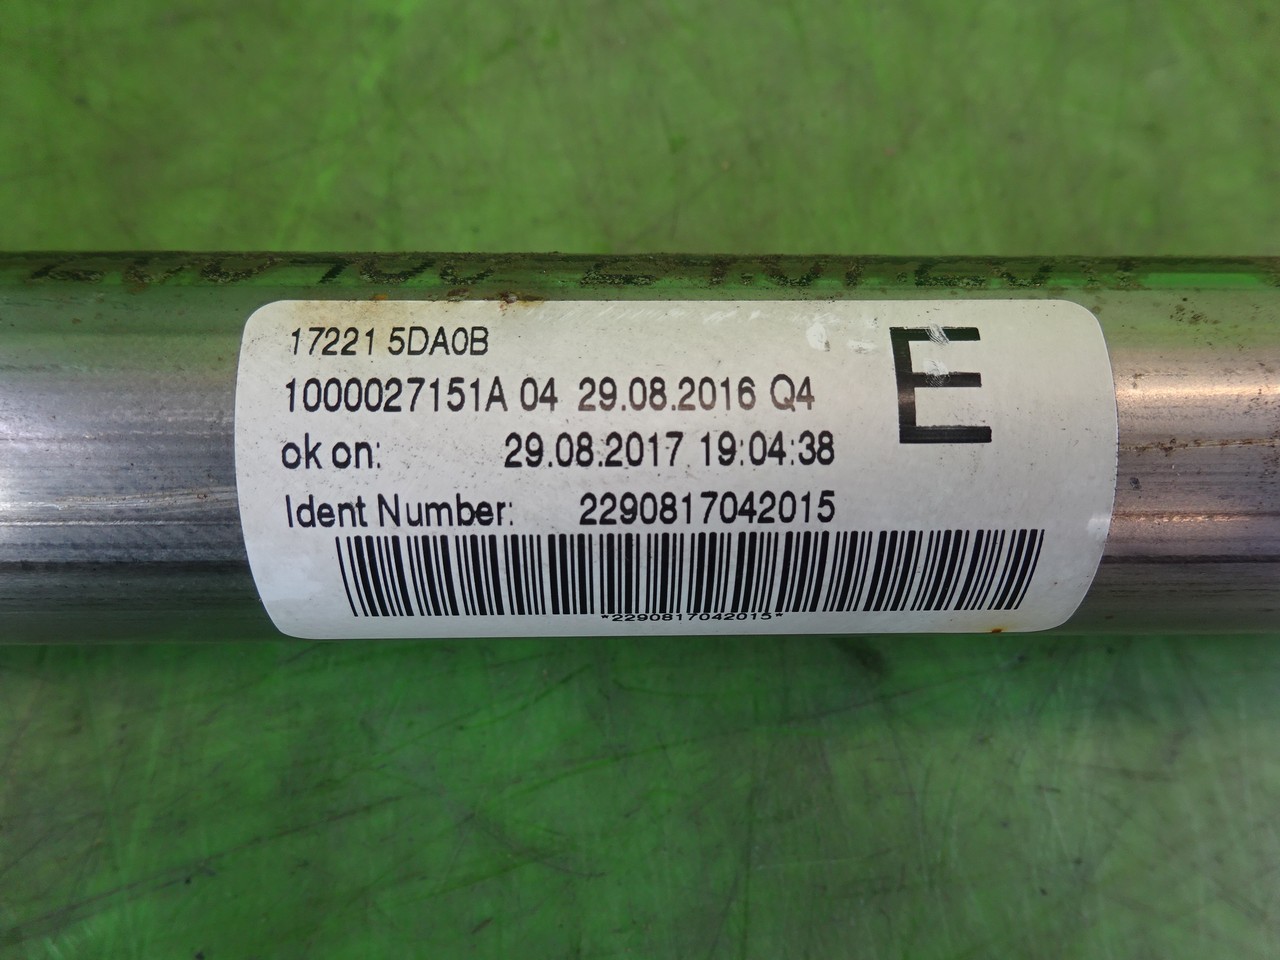 17221 5DA0B
E
1000027151A 04 29.08.2016 Q4
ok on: 29.08.2017 19:04:38
Ident Number: 2290817042015
*2290817042015*